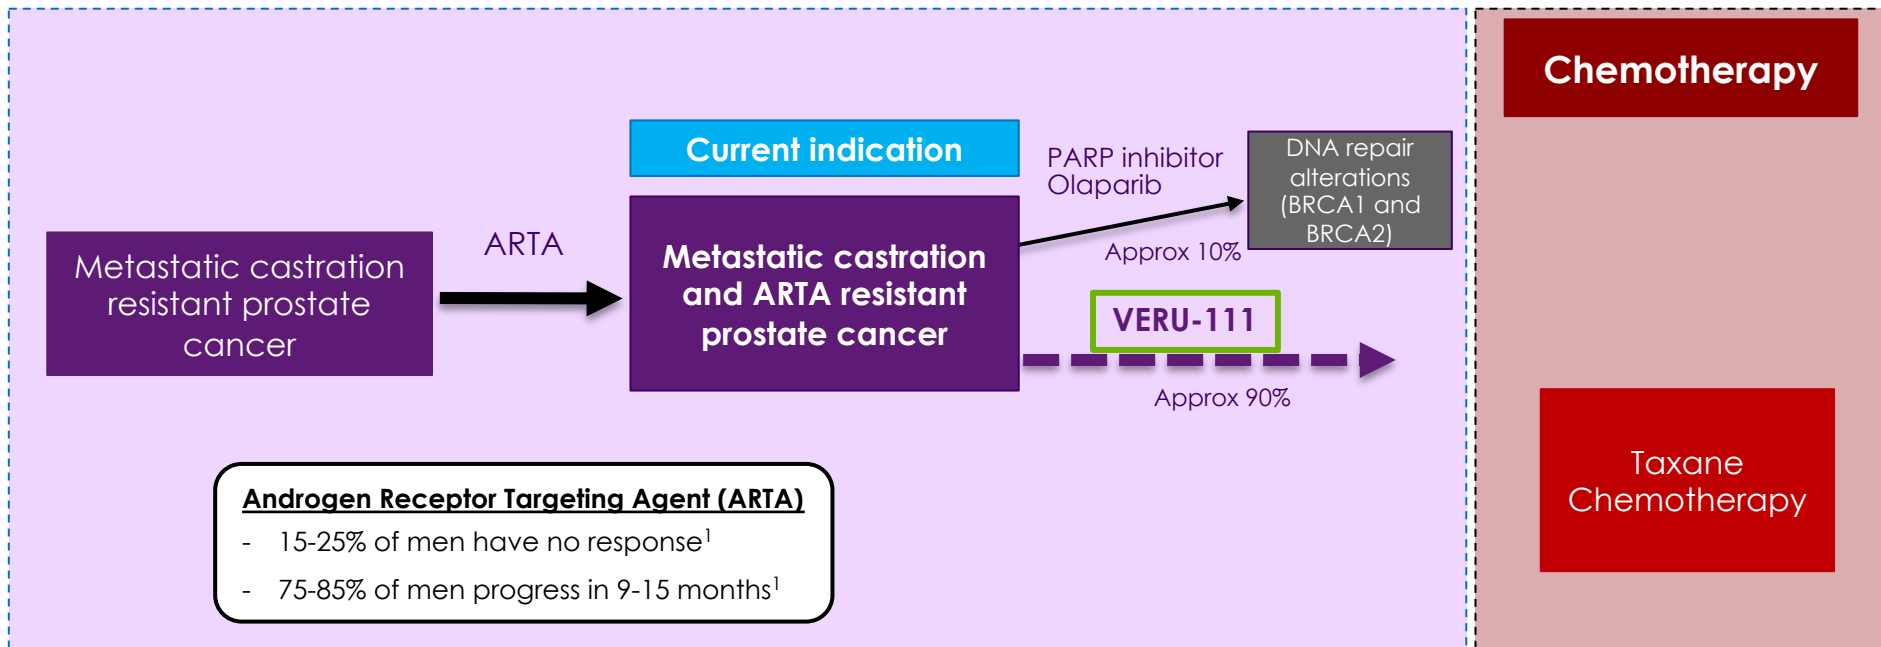 Metastatic castration
resistant prostate
cancer
ARTA
Current indication
Metastatic castration
and ARTA resistant
prostate cancer
PARP inhibitor
Olaparib
Approx 10%
DNA repair
alterations
(BRCA1 and
BRCA2)
VERU-111
Approx 90%
Androgen Receptor Targeting Agent (ARTA)
- 15-25% of men have no response¹
- 75-85% of men progress in 9-15 months¹
Chemotherapy
Taxane
Chemotherapy